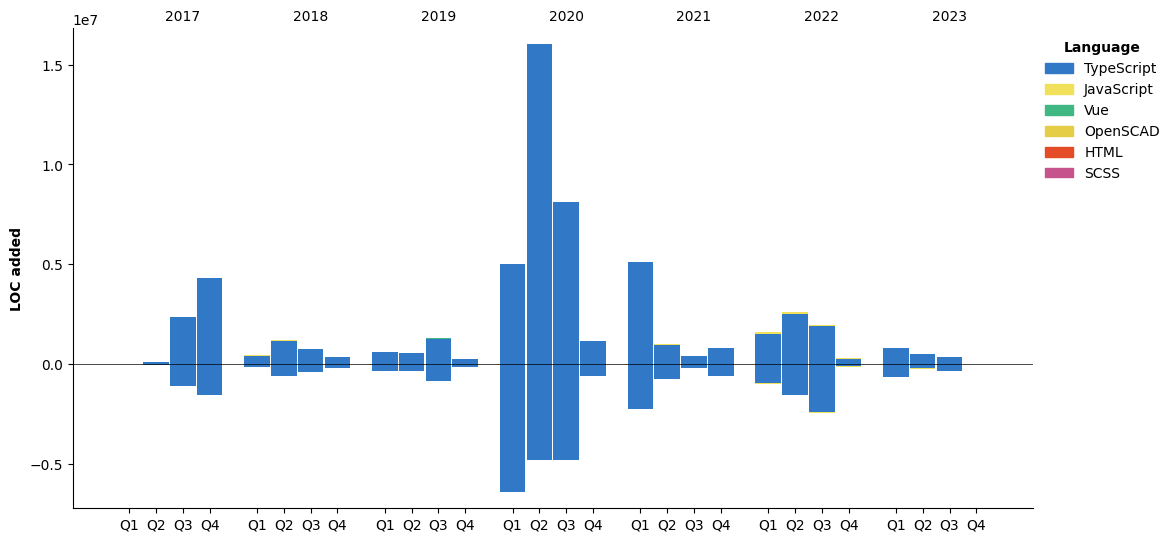 1e7
2017 2018 2019 2020 2021 2022 2023
Language
TypeScript
JavaScript
Vue
OpenSCAD
HTML
SCSS
LOC added
1.5
1.0
0.5
0.0
−0.5
Q1 Q2 Q3 Q4 Q1 Q2 Q3 Q4 Q1 Q2 Q3 Q4 Q1 Q2 Q3 Q4 Q1 Q2 Q3 Q4 Q1 Q2 Q3 Q4 Q1 Q2 Q3 Q4